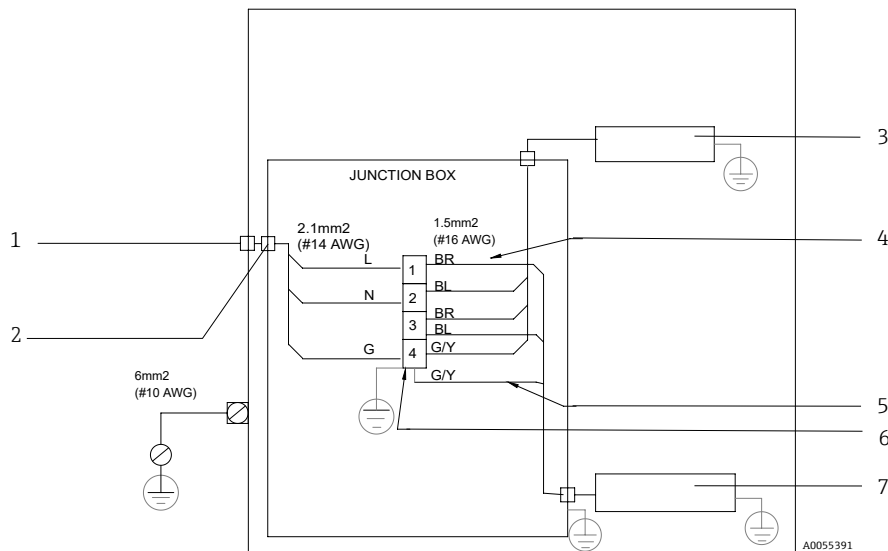 3
JUNCTION BOX
1
2.1mm2
(#14 AWG)
1.5mm2
(#16 AWG)
4
L
1
BR
BL
N
2
BR
3
BL
2
G
4
G/Y
G/Y
6mm2
(#10 AWG)
5
6
7
A0055391